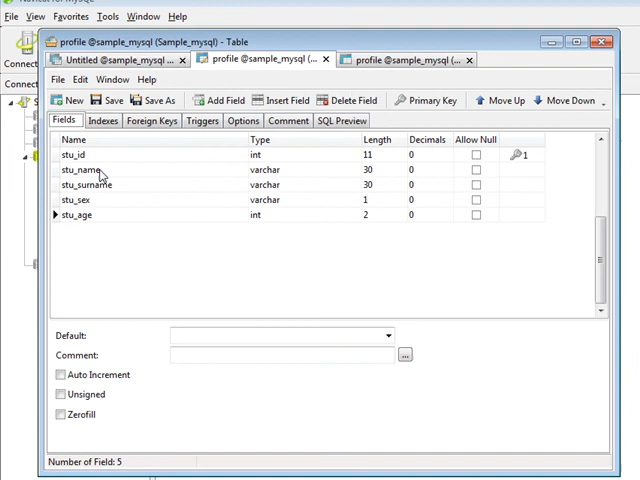 File View Favorites Tools Window Help
profile @sample_mysql (Sample_mysql) - Table
Untitled @sample_mysql ... profile @sample_mysql (... profile @sample_mysql (...
File Edit Window Help
New Save Save As Add Field Insert Field Delete Field Primary Key Move Up Move Down
Fields Indexes Foreign Keys Triggers Options Comment SQL Preview
Name Type Length Decimals Allow Null
stu_id int 11 0 1
stu_name varchar 30 0
stu_surname varchar 30 0
stu_sex varchar 1 0
stu_age int 2 0
Default:
Comment: ...
Auto Increment
Unsigned
Zerofill
Number of Field: 5